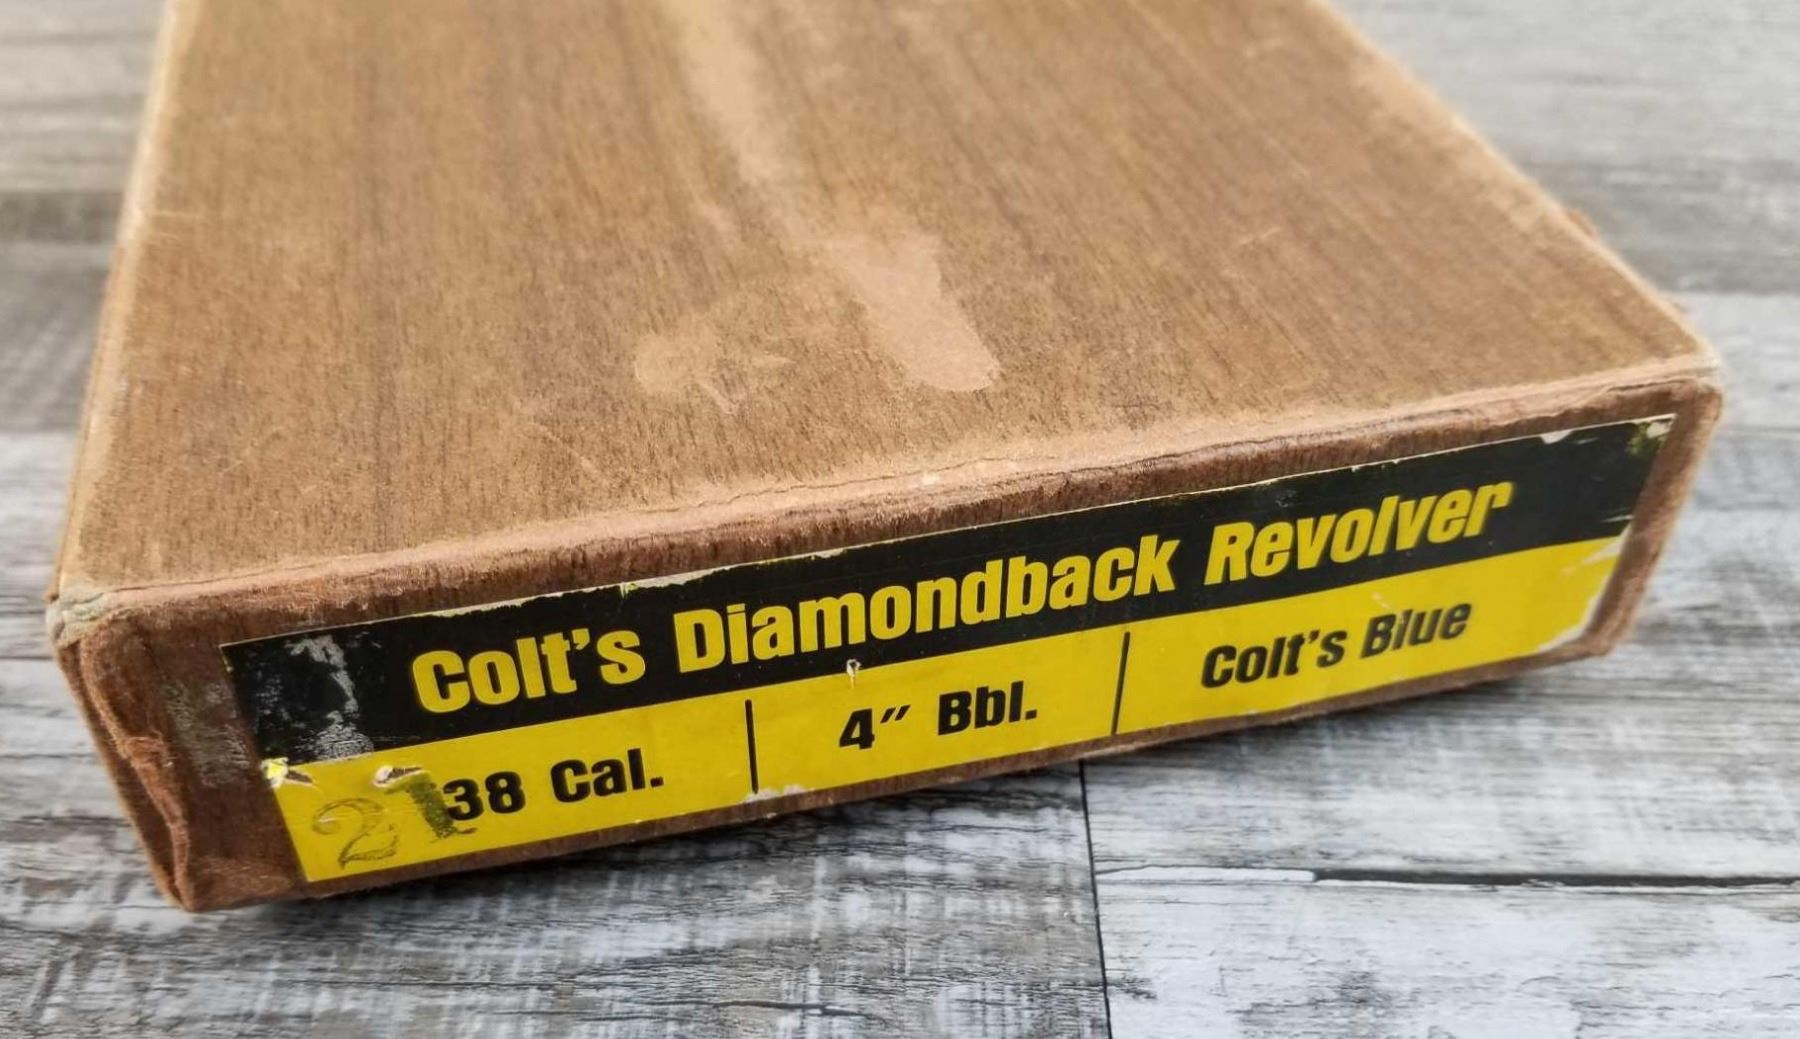 Colt's Diamondback Revolver
38 Cal. 4" Bbl. Colt's Blue
21